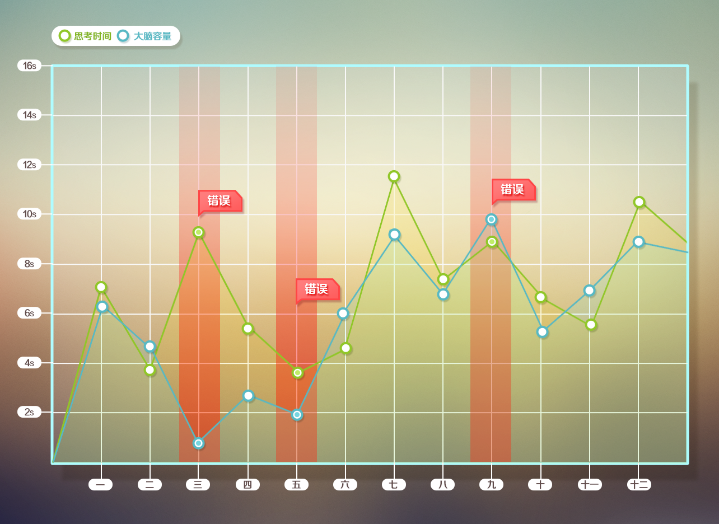 思考时间 大脑容量
16s
14s
12s
10s
8s
6s
4s
2s
错误
错误
错误
一 二 三 四 五 六 七 八 九 十 十一 十二